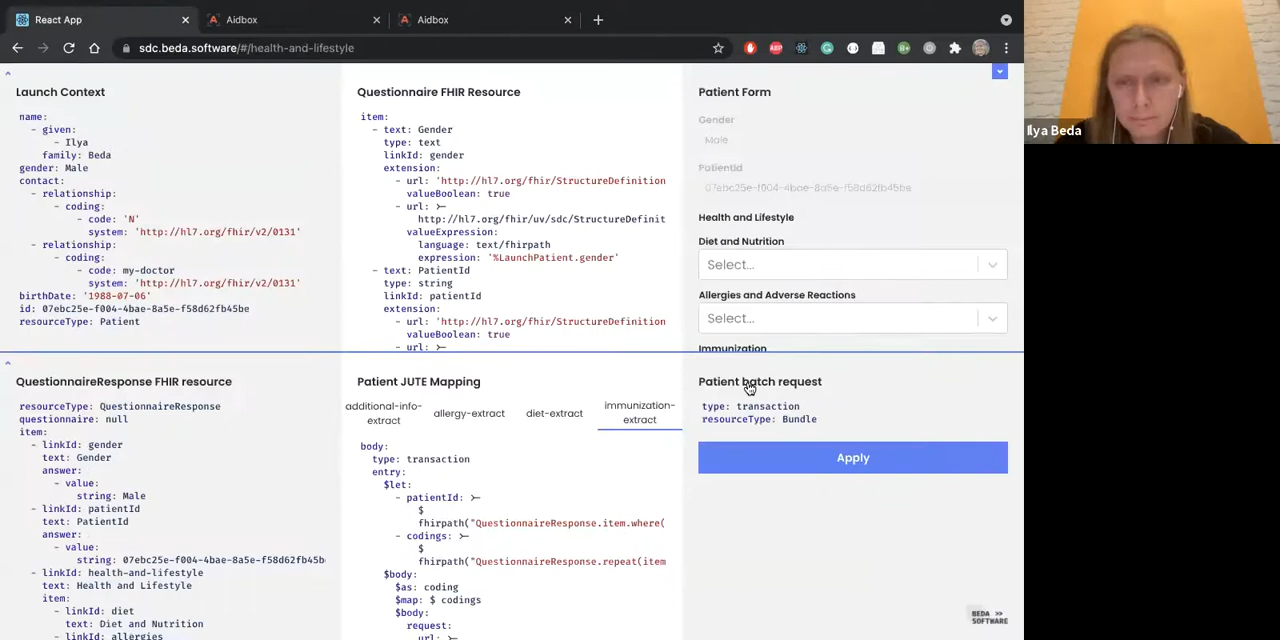 React App
Aidbox
Aidbox
sdc.beda.software/#/health-and-lifestyle
ABP
Launch Context
name:
- given:
- Ilya
family: Beda
gender: Male
contact:
- relationship:
- coding:
- code: 'N'
system: 'http://hl7.org/fhir/v2/0131'
- relationship:
- coding:
- code: my-doctor
system: 'http://hl7.org/fhir/v2/0131'
birthDate: '1988-07-06'
id: 07ebc25e-f004-4bae-8a5e-f58d62fb45be
resourceType: Patient
Questionnaire FHIR Resource
item:
- text: Gender
type: text
linkId: gender
extension:
- url: 'http://hl7.org/fhir/StructureDefinition
valueBoolean: true
- url: >-
http://hl7.org/fhir/uv/sdc/StructureDefinit
valueExpression:
language: text/fhirpath
expression: '%LaunchPatient.gender'
- text: PatientId
type: string
linkId: patientId
extension:
- url: 'http://hl7.org/fhir/StructureDefinition
valueBoolean: true
- url: >-
Patient Form
Gender
Male
PatientId
07ebc25e-f004-4bae-8a5e-f58d62fb45be
Health and Lifestyle
Diet and Nutrition
Select...
Allergies and Adverse Reactions
Select...
Immunization
QuestionnaireResponse FHIR resource
resourceType: QuestionnaireResponse
questionnaire: null
item:
- linkId: gender
text: Gender
answer:
- value:
string: Male
- linkId: patientId
text: PatientId
answer:
- value:
string: 07ebc25e-f004-4bae-8a5e-f58d62fb45b
- linkId: health-and-lifestyle
text: Health and Lifestyle
item:
- linkId: diet
text: Diet and Nutrition
- linkId: allergies
Patient JUTE Mapping
additional-info-
extract
allergy-extract
diet-extract
immunization-
extract
body:
type: transaction
entry:
$let:
- patientId: >-
$
fhirpath("QuestionnaireResponse.item.where(
- codings: >-
$
fhirpath("QuestionnaireResponse.repeat(item
$body:
$as: coding
$map: $ codings
$body:
request:
url: >-
Patient batch request
type: transaction
resourceType: Bundle
Apply
BEDA >>
SOFTWARE
Ilya Beda